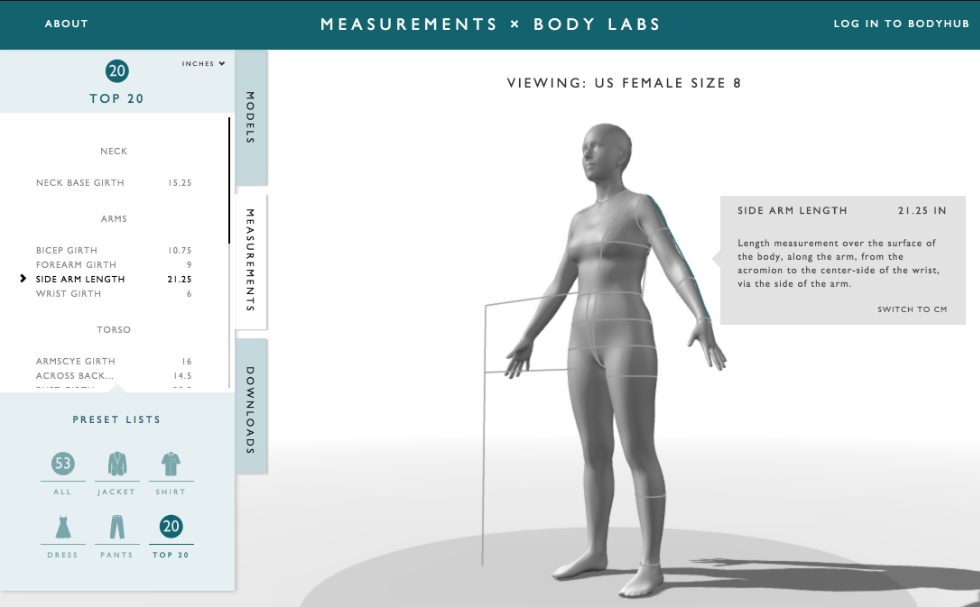 ABOUT
MEASUREMENTS × BODY LABS
LOG IN TO BODYHUB
INCHES
20
TOP 20
NECK
NECK BASE GIRTH 15.25
ARMS
BICEP GIRTH 10.75
FOREARM GIRTH 9
SIDE ARM LENGTH 21.25
WRIST GIRTH 6
TORSO
ARMSCYE GIRTH 16
ACROSS BACK... 14.5
PRESET LISTS
53
ALL
JACKET
SHIRT
DRESS
PANTS
20
TOP 20
MODELS
MEASUREMENTS
DOWNLOADS
VIEWING: US FEMALE SIZE 8
SIDE ARM LENGTH 21.25 IN
Length measurement over the surface of
the body, along the arm, from the
acromion to the center-side of the wrist,
via the side of the arm.
SWITCH TO CM